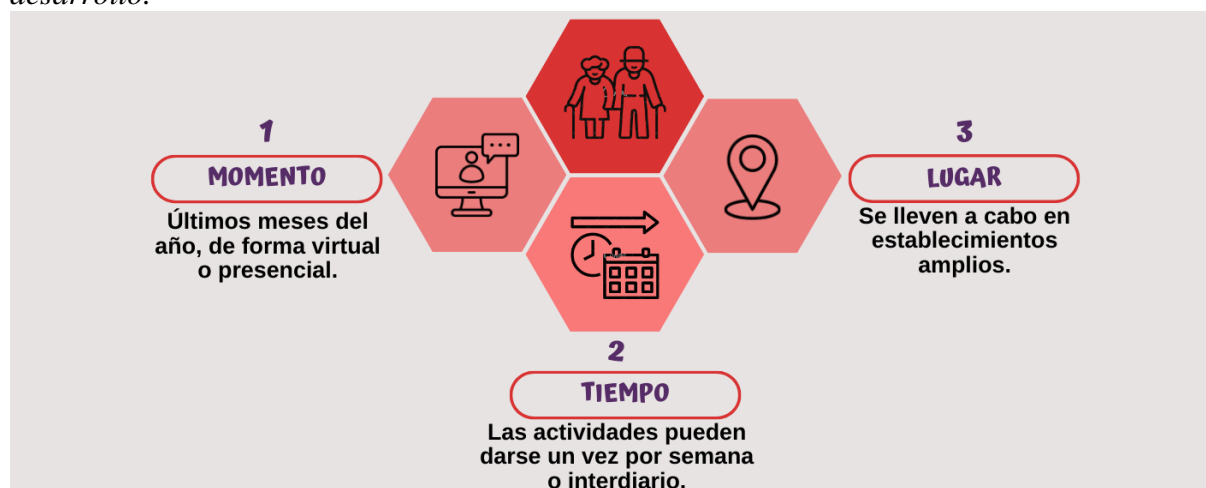 desarrollo.
1
MOMENTO
Últimos meses del
año, de forma virtual
o presencial.
3
LUGAR
Se lleven a cabo en
establecimientos
amplios.
2
TIEMPO
Las actividades pueden
darse un vez por semana
o interdiario.